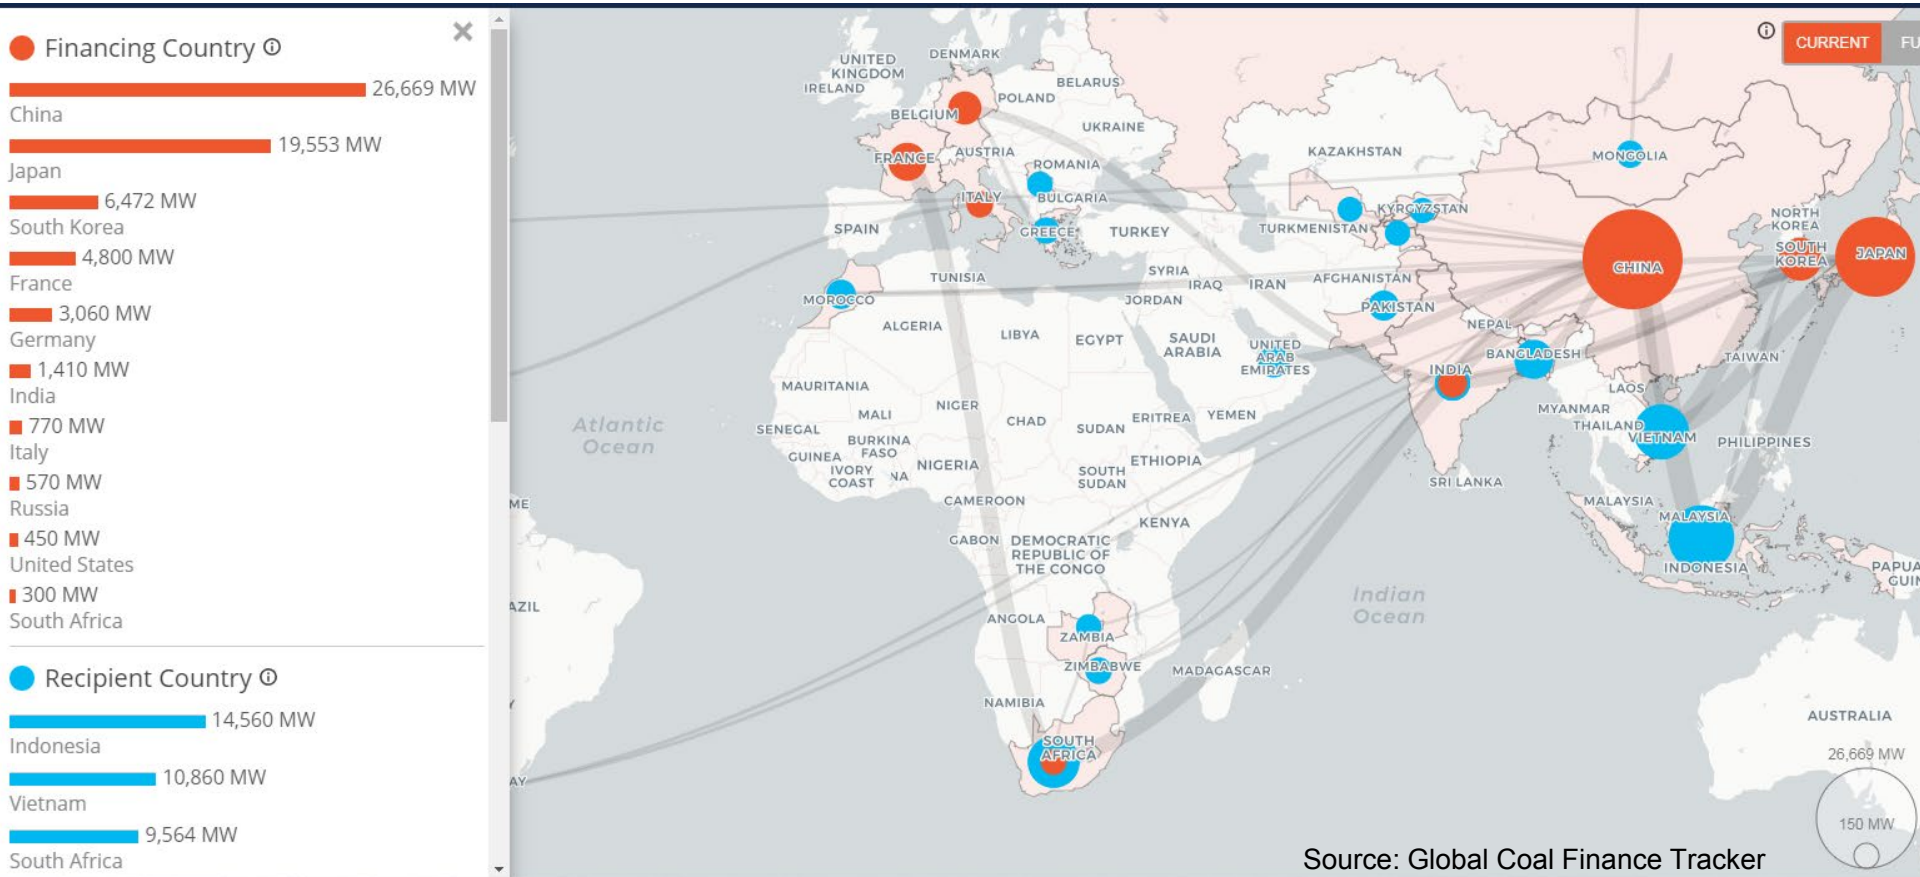 Financing Country
26,669 MW
China
19,553 MW
Japan
6,472 MW
South Korea
4,800 MW
France
3,060 MW
Germany
1,410 MW
India
770 MW
Italy
570 MW
Russia
450 MW
United States
300 MW
South Africa
Recipient Country
14,560 MW
Indonesia
10,860 MW
Vietnam
9,564 MW
South Africa
CURRENT
FU
UNITED
KINGDOM
IRELAND
DENMARK
BELARUS
POLAND
BELGIUM
UKRAINE
FRANCE
AUSTRIA
ROMANIA
ITALY
BULGARIA
SPAIN
GREECE
TURKEY
KAZAKHSTAN
MONGOLIA
KYRGYZSTAN
TURKMENISTAN
NORTH
KOREA
SOUTH
KOREA
JAPAN
CHINA
TUNISIA
SYRIA
IRAQ
IRAN
AFGHANISTAN
JORDAN
MOROCCO
PAKISTAN
ALGERIA
LIBYA
EGYPT
SAUDI
ARABIA
UNITED
ARAB
EMIRATES
NEPAL
BANGLADESH
TAIWAN
INDIA
LAOS
MYANMAR
THAILAND
VIETNAM
PHILIPPINES
MAURITANIA
MALI
NIGER
CHAD
SUDAN
ERITREA
YEMEN
SENEGAL
BURKINA
FASO
GUINEA
IVORY
COAST
NA
NIGERIA
SOUTH
SUDAN
ETHIOPIA
SRI LANKA
Atlantic
Ocean
CAMEROON
KENYA
MALAYSIA
MALAYSIA
INDONESIA
PAPUA
GUIN
ME
GABON
DEMOCRATIC
REPUBLIC OF
THE CONGO
AZIL
Indian
Ocean
ANGOLA
ZAMBIA
ZIMBABWE
MADAGASCAR
NAMIBIA
SOUTH
AFRICA
AY
AUSTRALIA
26,669 MW
150 MW
Source: Global Coal Finance Tracker